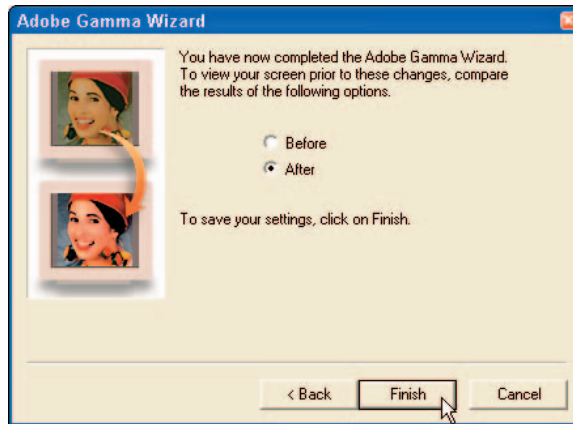 Adobe Gamma Wizard
You have now completed the Adobe Gamma Wizard.
To view your screen prior to these changes, compare
the results of the following options.
Before
After
To save your settings, click on Finish.
< Back
Finish
Cancel